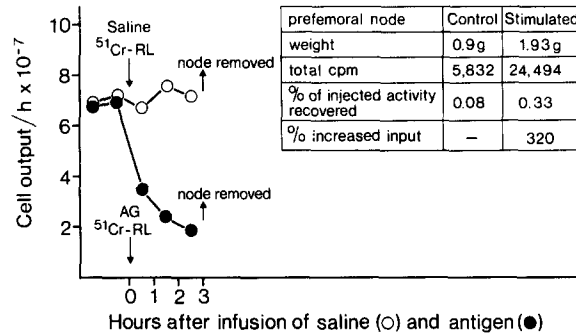 Cell output / h x 10⁻⁷
10
8
6
4
2
Saline
⁵¹Cr-RL
node removed
AG
⁵¹Cr-RL
node removed
0 1 2 3
Hours after infusion of saline (○) and antigen (●)
prefemoral node Control Stimulated
weight 0.9g 1.93g
total cpm 5,832 24,494
% of injected activity
recovered 0.08 0.33
% increased input – 320